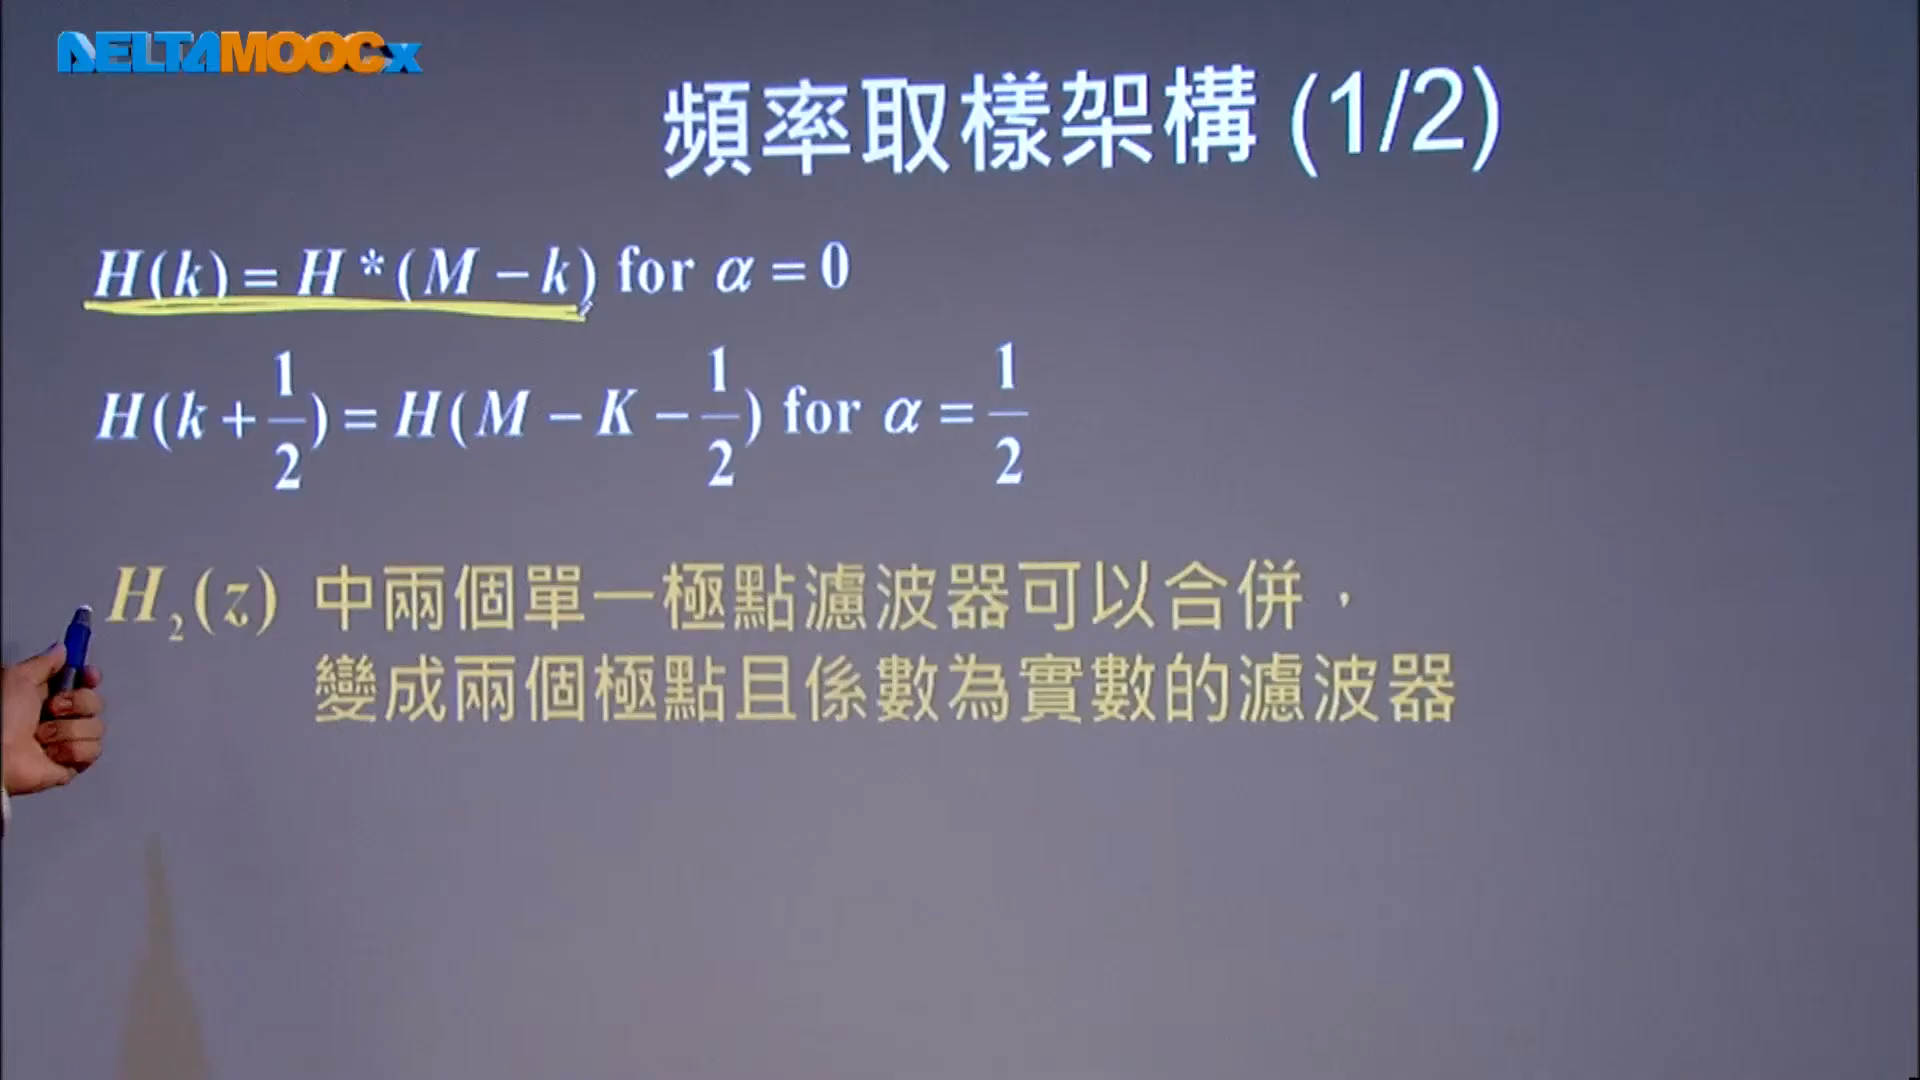 DELTAMOOCx
頻率取樣架構 (1/2)
H(k) = H*(M − k) for α = 0
H(k + 1/2) = H(M − K − 1/2) for α = 1/2
H₂(z) 中兩個單一極點濾波器可以合併，
變成兩個極點且係數為實數的濾波器